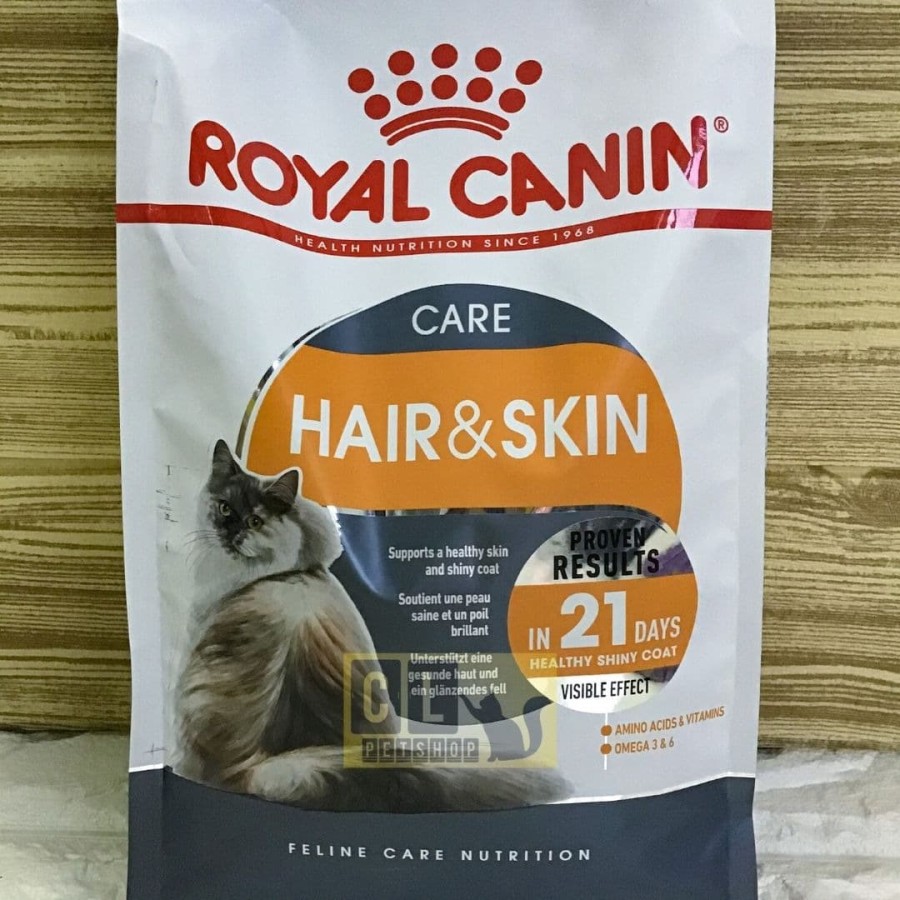 ROYAL CANIN®
HEALTH NUTRITION SINCE 1968
CARE
HAIR&SKIN
Supports a healthy skin
and shiny coat
Soutient une peau
saine et un poil
brillant
Unterstützt eine
gesunde haut und
ein glänzendes fell
PROVEN
RESULTS
IN 21 DAYS
HEALTHY SHINY COAT
VISIBLE EFFECT
AMINO ACIDS & VITAMINS
OMEGA 3 & 6
CL
PETSHOP
FELINE CARE NUTRITION